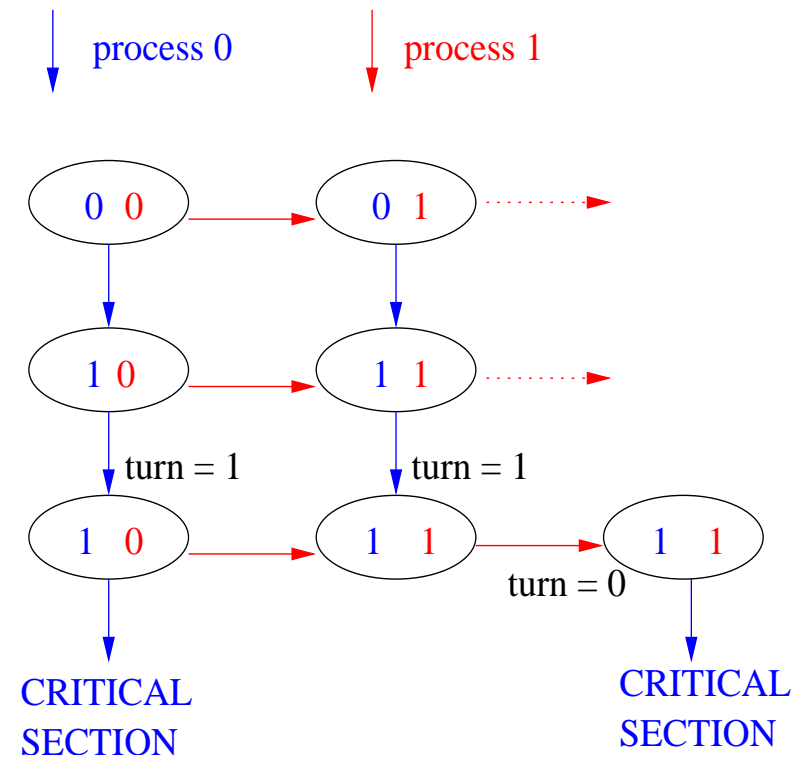 process 0 process 1
0 0 0 1
1 0 1 1
turn = 1 turn = 1
1 0 1 1 1 1
turn = 0
CRITICAL SECTION
CRITICAL SECTION